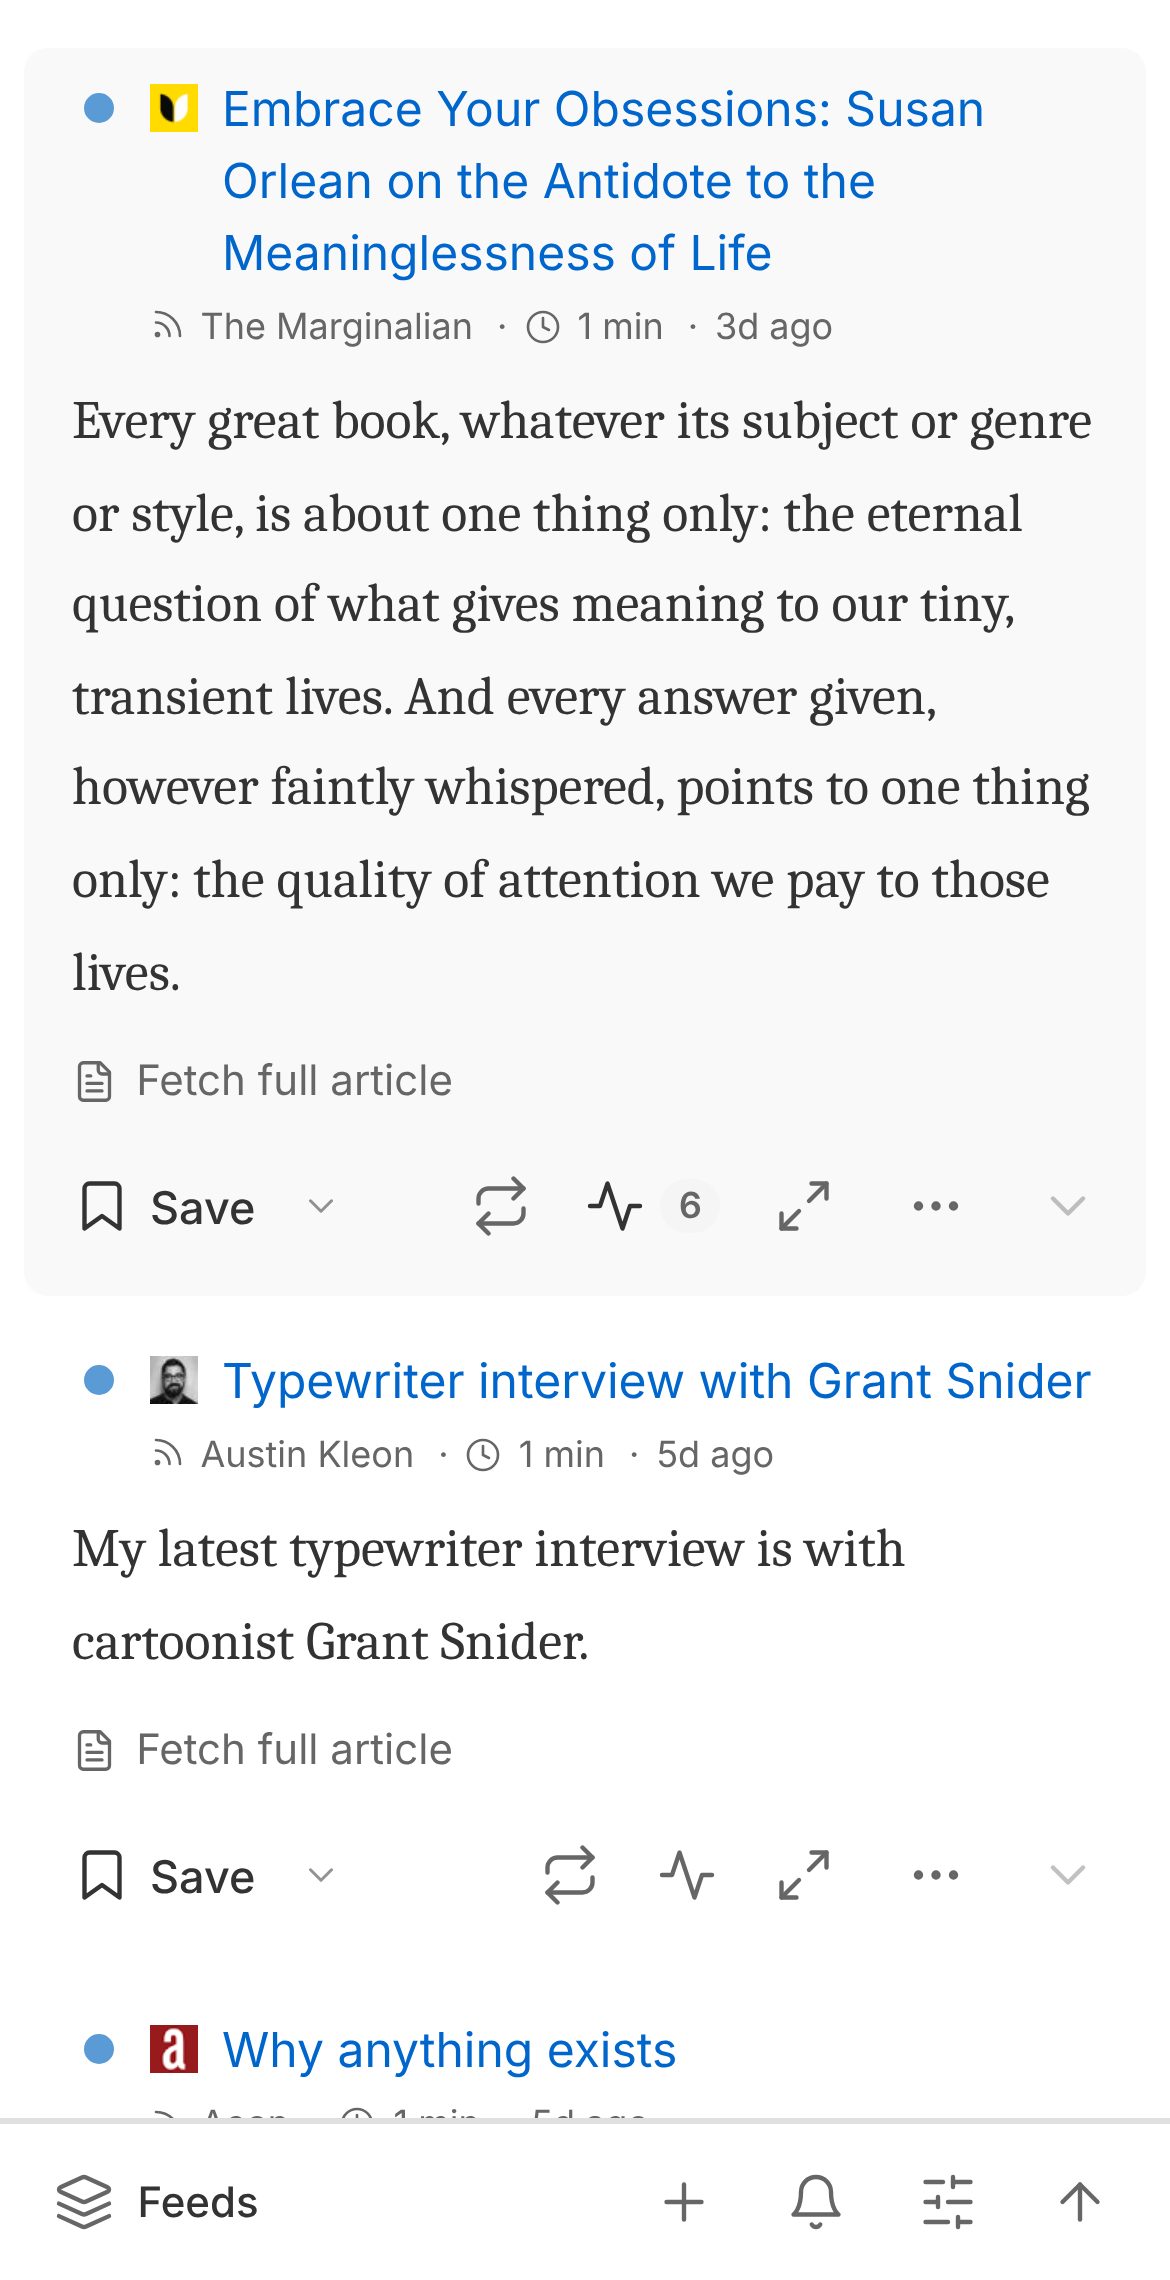 Embrace Your Obsessions: Susan
Orlean on the Antidote to the
Meaninglessness of Life
The Marginalian · 1 min · 3d ago
Every great book, whatever its subject or genre
or style, is about one thing only: the eternal
question of what gives meaning to our tiny,
transient lives. And every answer given,
however faintly whispered, points to one thing
only: the quality of attention we pay to those
lives.
Fetch full article
Save 6
Typewriter interview with Grant Snider
Austin Kleon · 1 min · 5d ago
My latest typewriter interview is with
cartoonist Grant Snider.
Fetch full article
Save
a Why anything exists
1 min 5d ago
Feeds